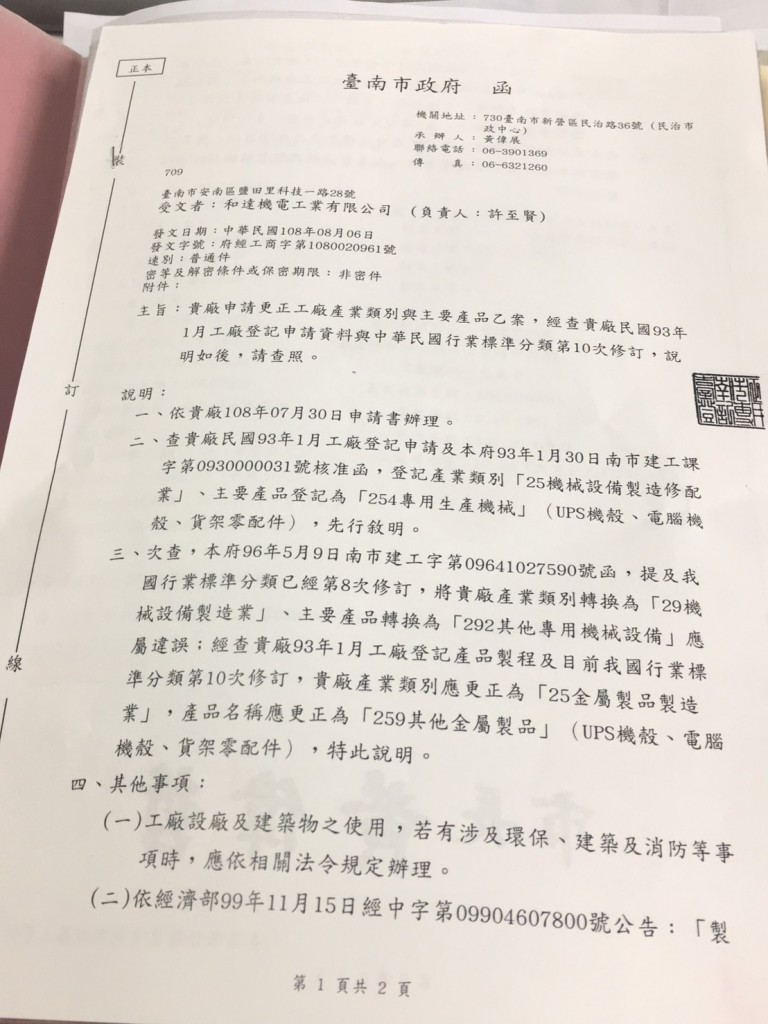 正本
臺南市政府 函
機關地址：730臺南市新營區民治路36號（民治市
政中心）
承辦人：黃偉展
聯絡電話：06-3901369
傳真：06-6321260
裝
709
臺南市安南區鹽田里科技一路28號
受文者：和達機電工業有限公司 (負責人：許至賢)
發文日期：中華民國108年08月06日
發文字號：府經工商字第1080020961號
速別：普通件
密等及解密條件或保密期限：非密件
附件：
主旨：貴廠申請更正工廠產業類別與主要產品乙案，經查貴廠民國93年
1月工廠登記申請資料與中華民國行業標準分類第10次修訂，說
明如後，請查照。
訂
說明：
一、依貴廠108年07月30日申請書辦理。
二、查貴廠民國93年1月工廠登記申請及本府93年1月30日南市建工課
字第0930000031號核准函，登記產業類別「25機械設備製造修配
業」、主要產品登記為「254專用生產機械」（UPS機殼、電腦機
殼、貨架零配件），先行敘明。
三、次查，本府96年5月9日南市建工字第09641027590號函，提及我
國行業標準分類已經第8次修訂，將貴廠產業類別轉換為「29機
械設備製造業」、主要產品轉換為「292其他專用機械設備」應
屬違誤；經查貴廠93年1月工廠登記產品製程及目前我國行業標
線
準分類第10次修訂，貴廠產業類別應更正為「25金屬製品製造
業」，產品名稱應更正為「259其他金屬製品」（UPS機殼、電腦
機殼、貨架零配件），特此說明。
四、其他事項：
(一)工廠設廠及建築物之使用，若有涉及環保、建築及消防等事
項時，應依相關法令規定辦理。
(二)依經濟部99年11月15日經中字第09904607800號公告：「製
第 1 頁共 2 頁